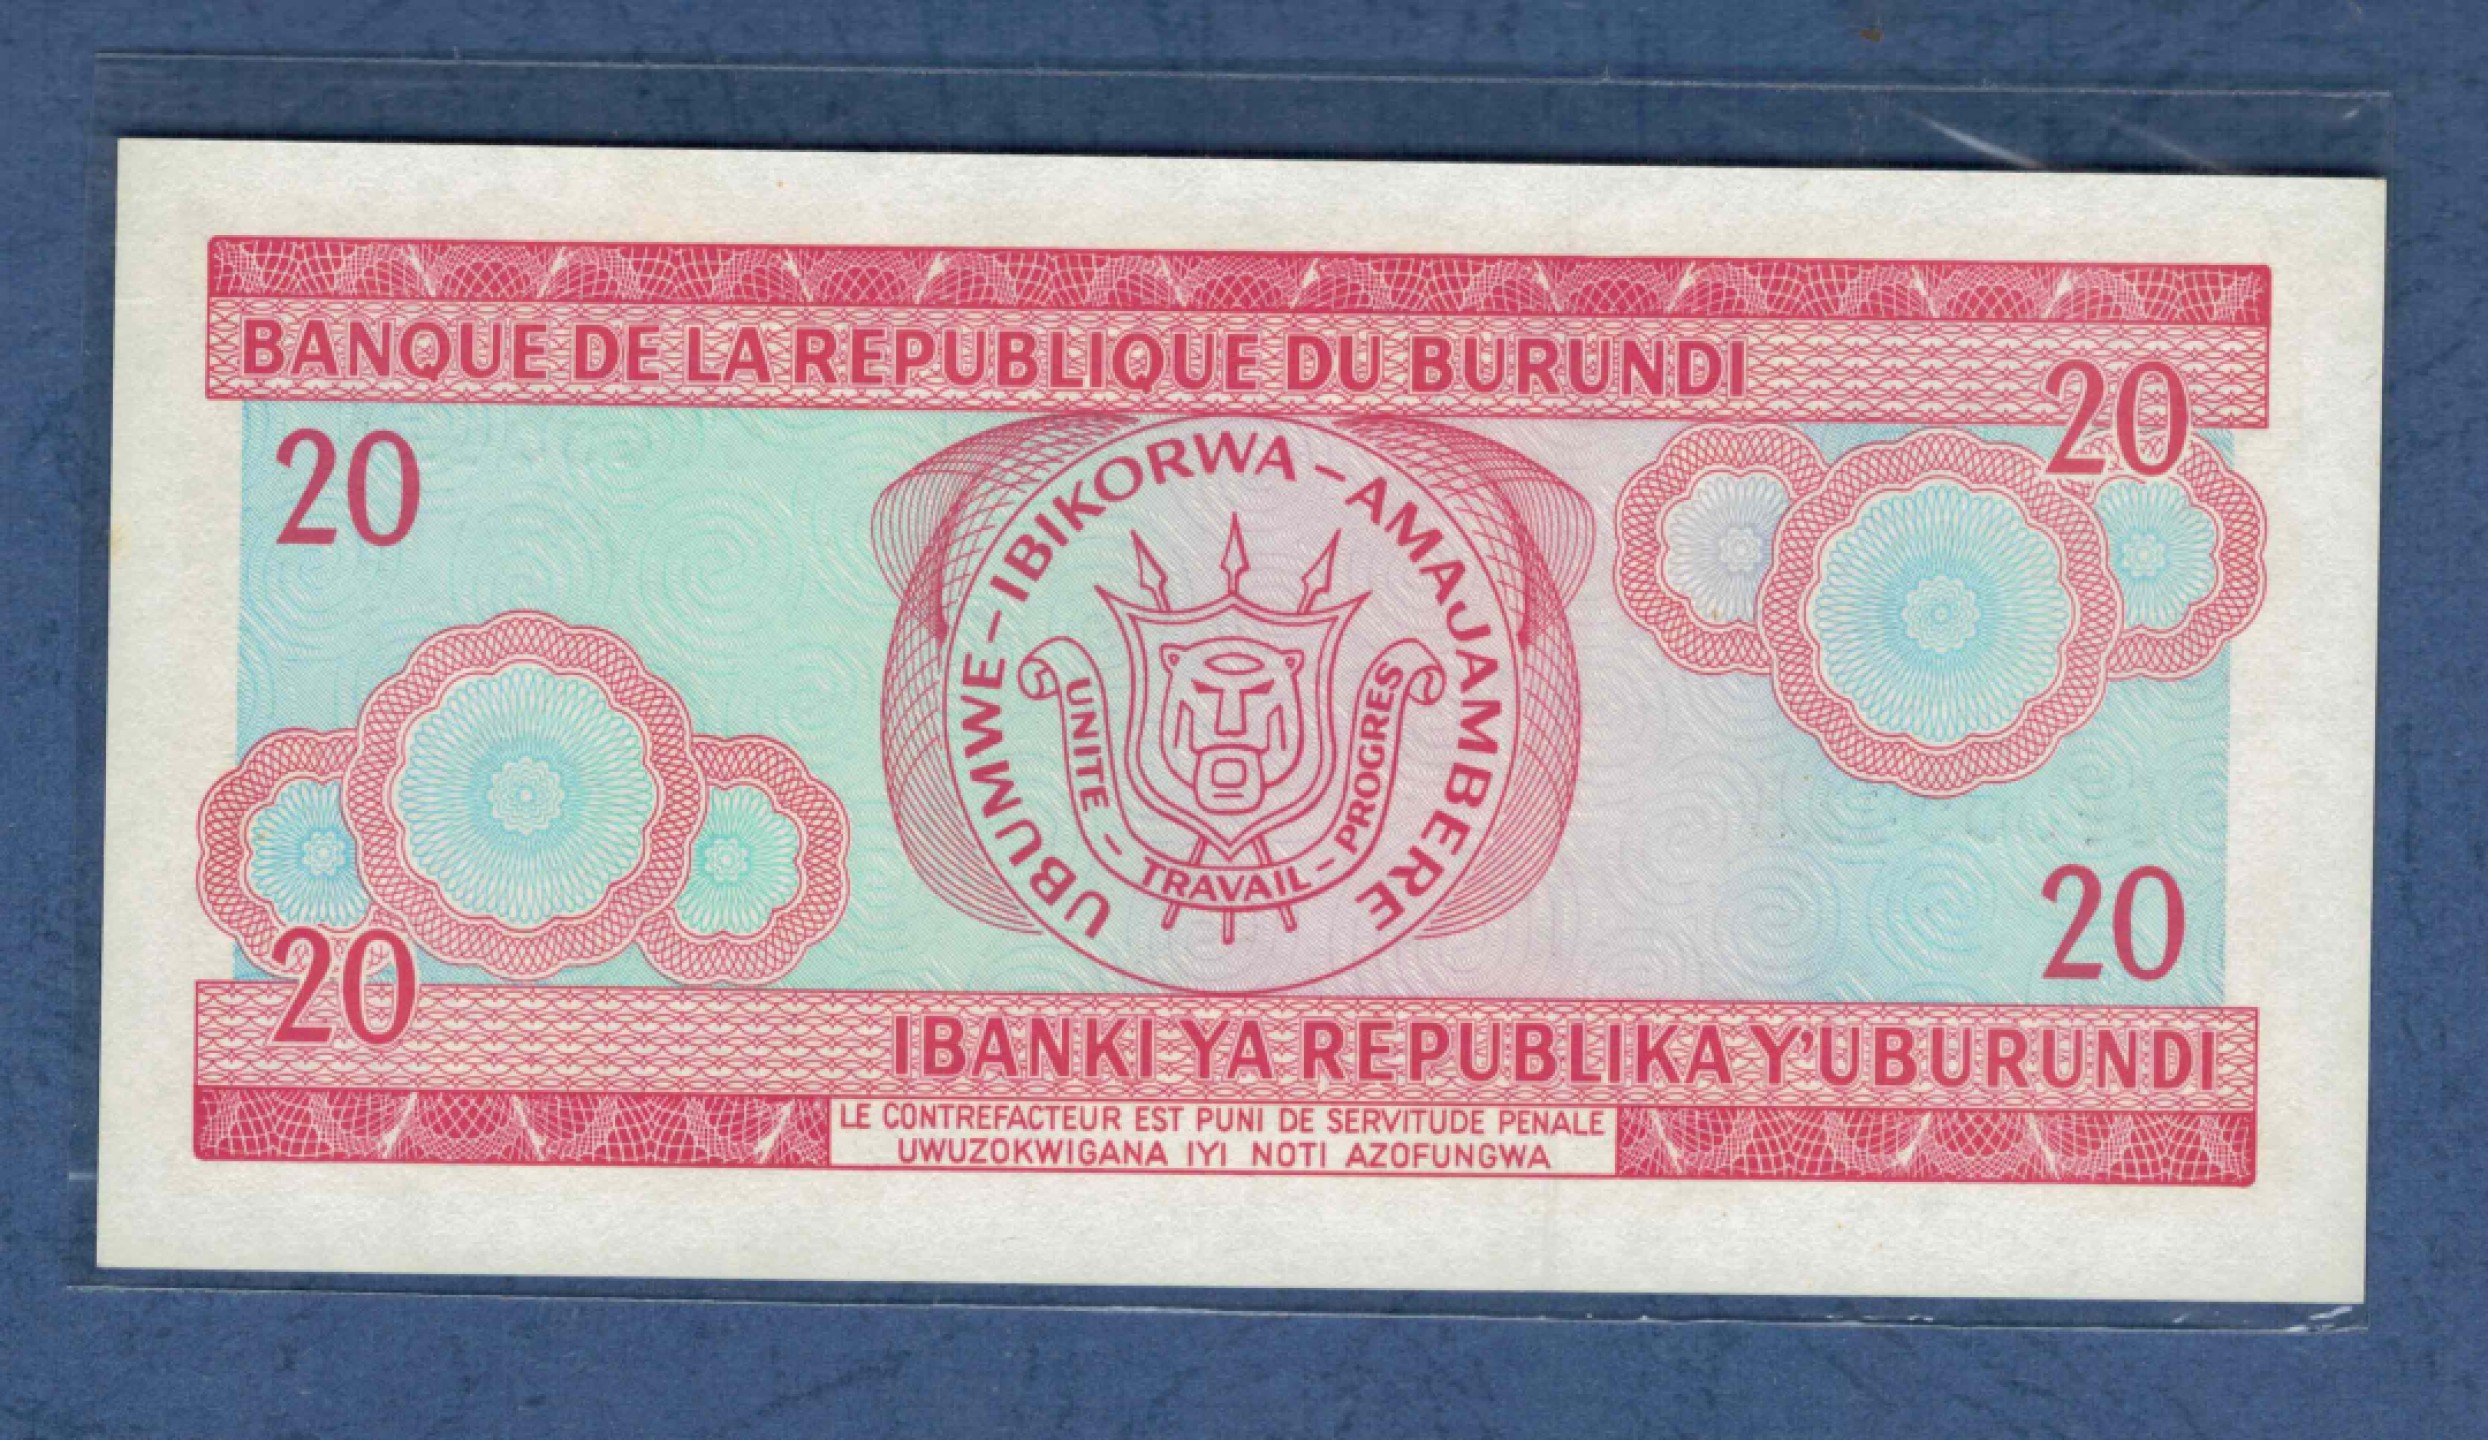 BANQUE DE LA REPUBLIQUE DU BURUNDI
20
20
UBUMWE - IBIKORWA - AMAJAMBERE
UNITE - TRAVAIL - PROGRES
20
20
IBANKI YA REPUBLIKA Y'UBURUNDI
LE CONTREFACTEUR EST PUNI DE SERVITUDE PENALE
UWUZOKWIGANA IYI NOTI AZOFUNGWA